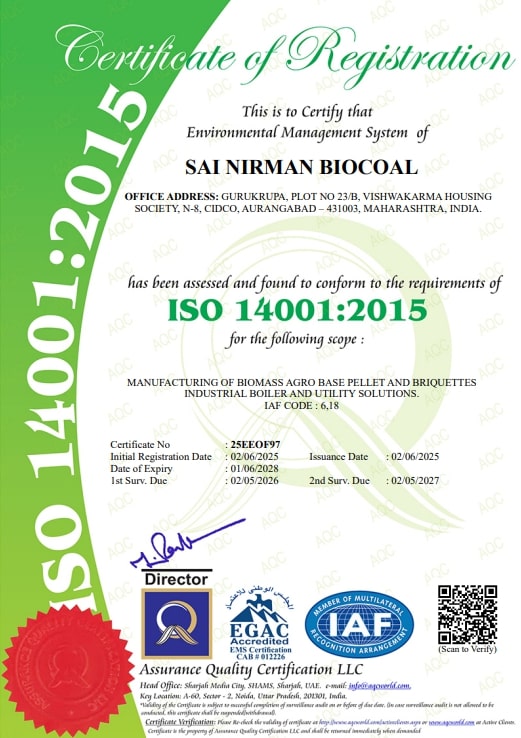 Certificate of Registration
ISO 14001:2015
This is to Certify that
Environmental Management System of
SAI NIRMAN BIOCOAL
OFFICE ADDRESS: GURUKRUPA, PLOT NO 23/B, VISHWAKARMA HOUSING
SOCIETY, N-8, CIDCO, AURANGABAD – 431003, MAHARASHTRA, INDIA.
has been assessed and found to conform to the requirements of
ISO 14001:2015
for the following scope :
MANUFACTURING OF BIOMASS AGRO BASE PELLET AND BRIQUETTES
INDUSTRIAL BOILER AND UTILITY SOLUTIONS.
IAF CODE : 6,18
Certificate No : 25EEOF97
Initial Registration Date : 02/06/2025 Issuance Date : 02/06/2025
Date of Expiry : 01/06/2028
1st Surv. Due : 02/05/2026 2nd Surv. Due : 02/05/2027
Director
EGAC
Accredited
EMS Certification
CAB # 012226
MEMBER OF MULTILATERAL
IAF
RECOGNITION ARRANGEMENT
(Scan to Verify)
Assurance Quality Certification LLC
Head Office: Sharjah Media City, SHAMS, Sharjah, UAE. e-mail: info@aqcworld.com,
Key Location: A-60, Sector - 2, Noida, Uttar Pradesh, 201301, India.
*Validity of the Certificate is subject to successful completion of surveillance audit on or before of due date. (in case surveillance audit is not allowed to be
conducted, this certificate shall be suspended/withdrawal).
Certificate Verification: Please Re-check the validity of certificate at http://www.aqcworld.com/activeclients.aspx or www.aqcworld.com at Active Clients.
Certificate is the property of Assurance Quality Certification LLC and shall be returned immediately when demanded